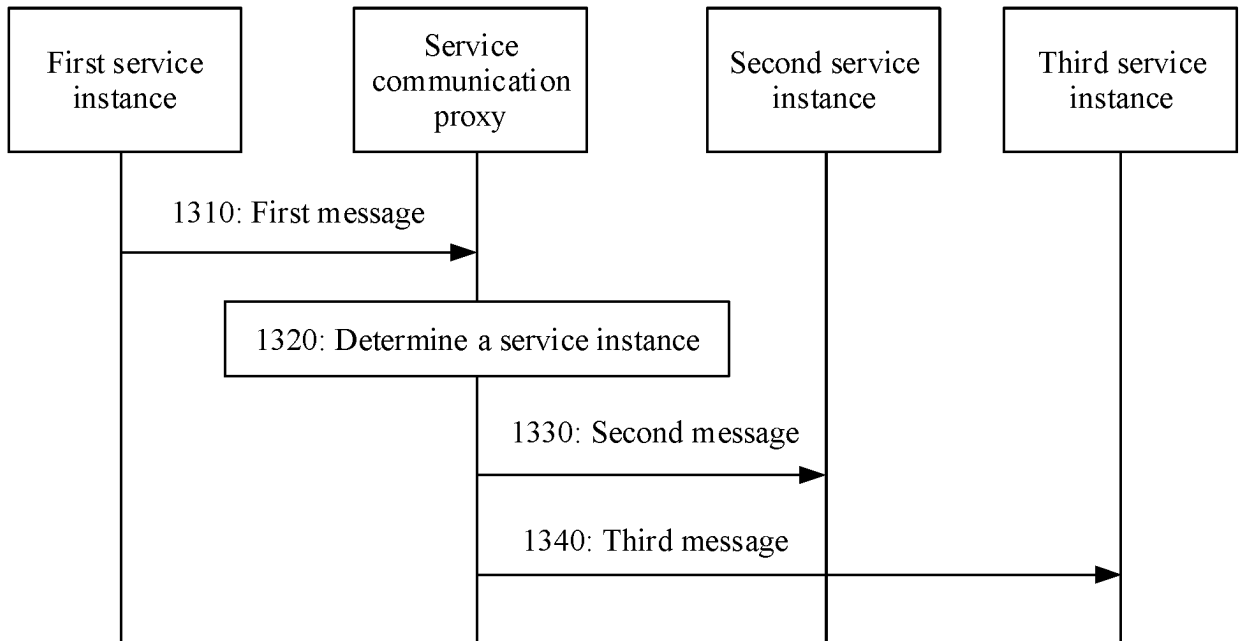 First service
instance
Service
communication
proxy
Second service
instance
Third service
instance
1310: First message
1320: Determine a service instance
1330: Second message
1340: Third message